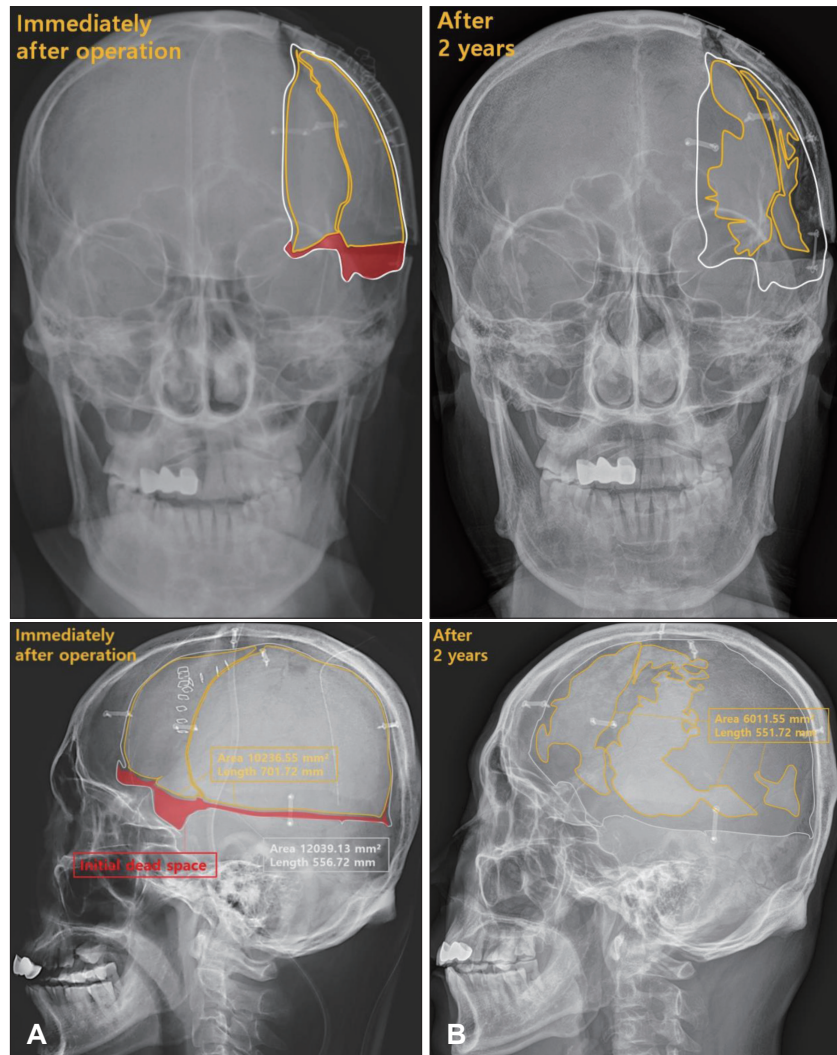 Immediately
after operation
After
2 years
Immediately
after operation
Area 10236.55 mm²
Length 701.72 mm
Area 12039.13 mm²
Length 556.72 mm
Initial dead space
A
After
2 years
Area 6011.55 mm²
Length 551.72 mm
B